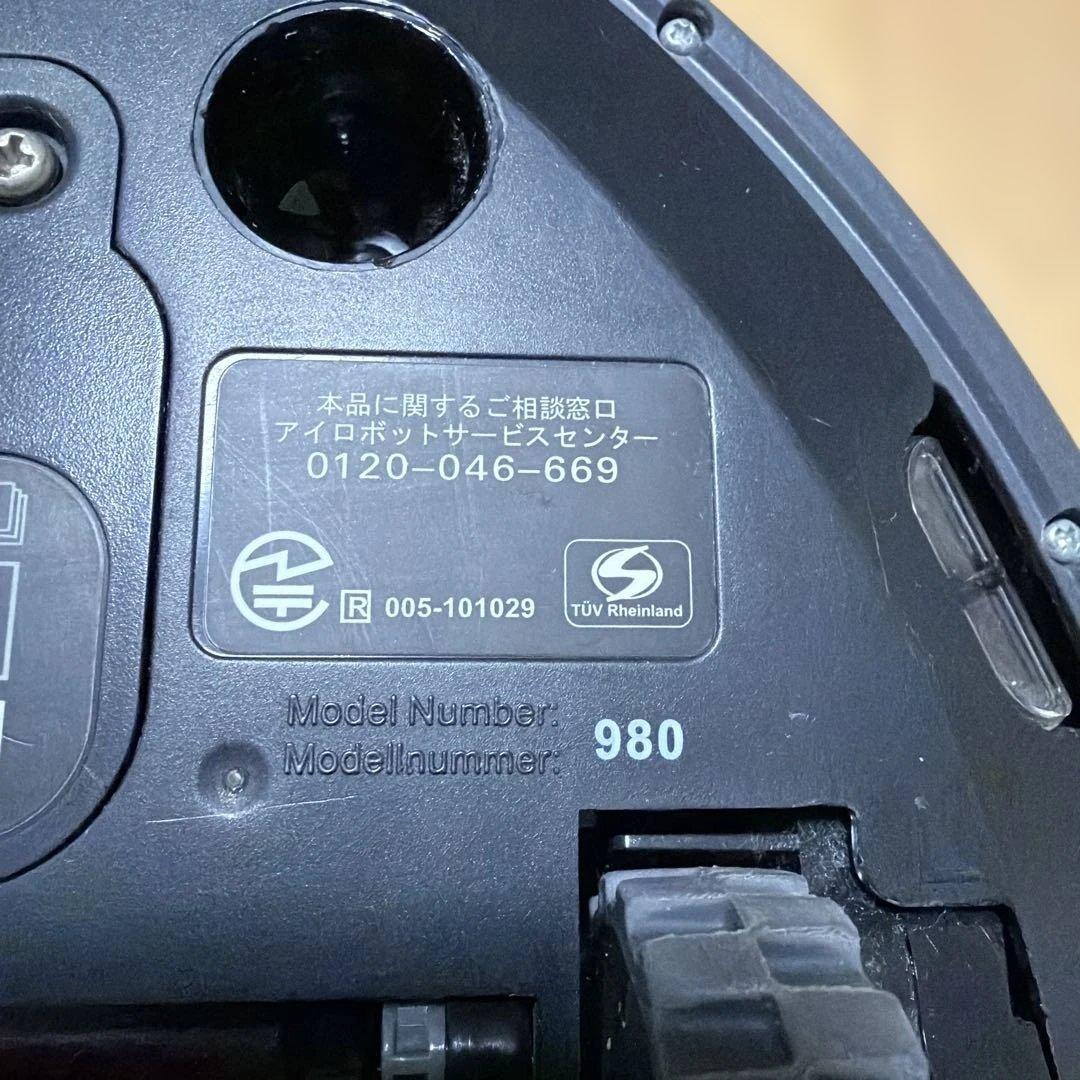 本品に関するご相談窓口
アイロボットサービスセンター
0120-046-669
R 005-101029
TÜV Rheinland
Model Number:
Modellnummer:
980